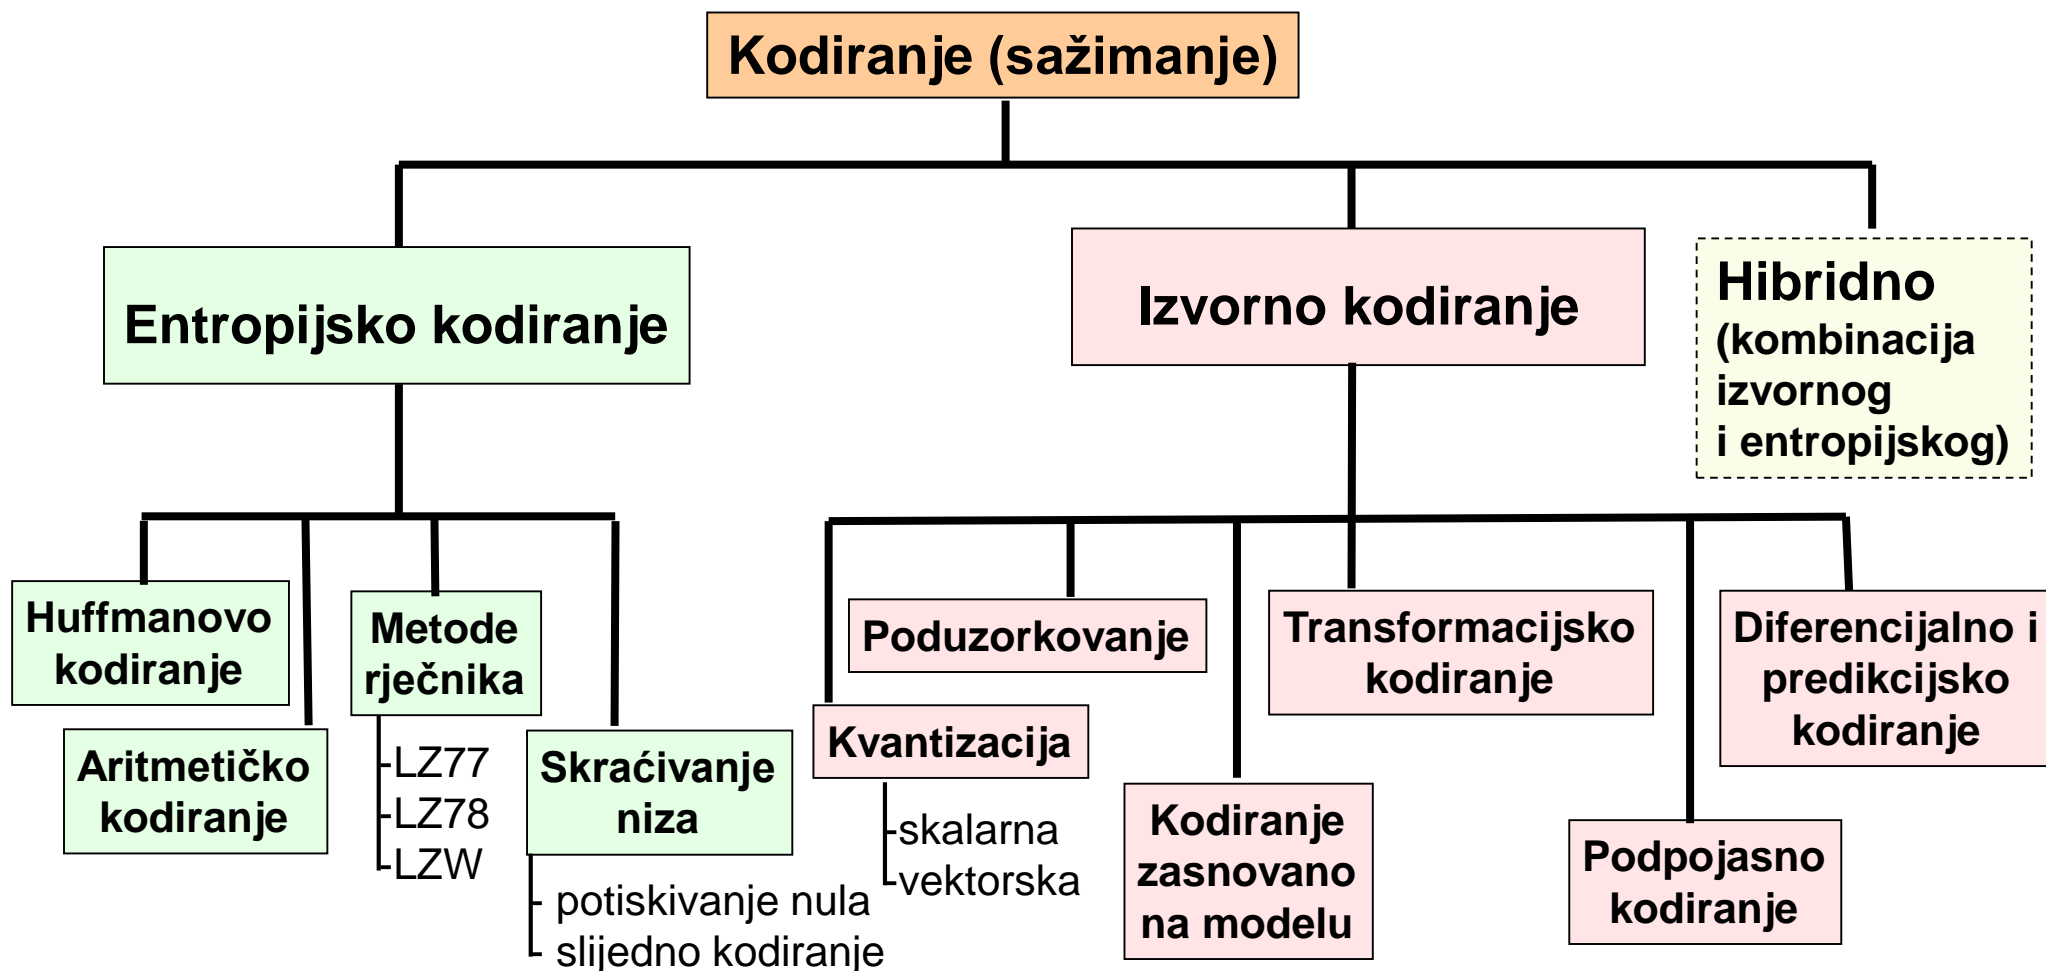 Kodiranje (sažimanje)
Entropijsko kodiranje
Izvorno kodiranje
Hibridno
(kombinacija
izvornog
i entropijskog)
Huffmanovo
kodiranje
Aritmetičko
kodiranje
Metode
rječnika
-LZ77
-LZ78
-LZW
Skraćivanje
niza
- potiskivanje nula
- slijedno kodiranje
Kvantizacija
-skalarna
-vektorska
Poduzorkovanje
Kodiranje
zasnovano
na modelu
Transformacijsko
kodiranje
Podpojasno
kodiranje
Diferencijalno i
predikcijsko
kodiranje